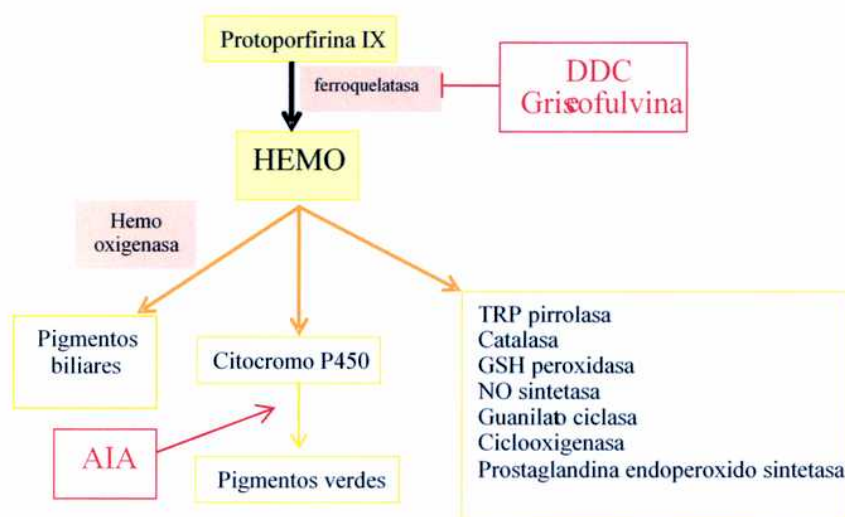 Protoporfirina IX
ferroquelatasa
DDC
Griseofulvina
HEMO
Hemo
oxigenasa
Pigmentos
biliares
Citocromo P450
TRP pirrolasa
Catalasa
GSH peroxidasa
NO sintetasa
Guanilato ciclasa
Ciclooxigenasa
Prostaglandina endoperoxido sintetasa
AIA
Pigmentos verdes